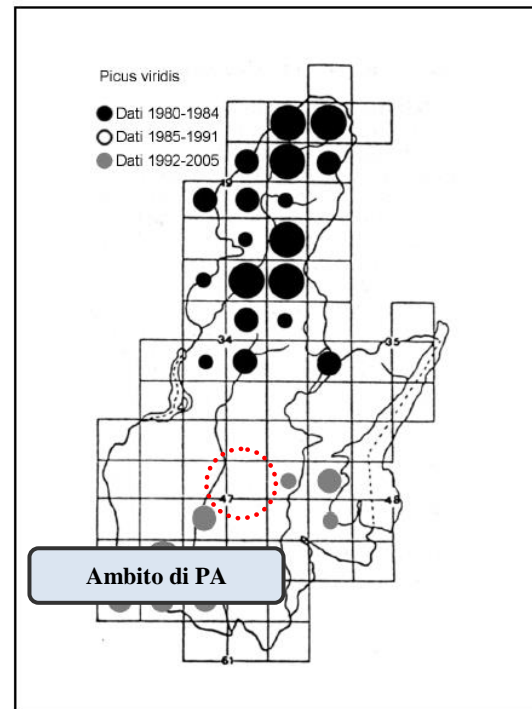 Picus viridis
Dati 1980-1984
Dati 1985-1991
Dati 1992-2005
49
34
35
47
48
Ambito di PA
61